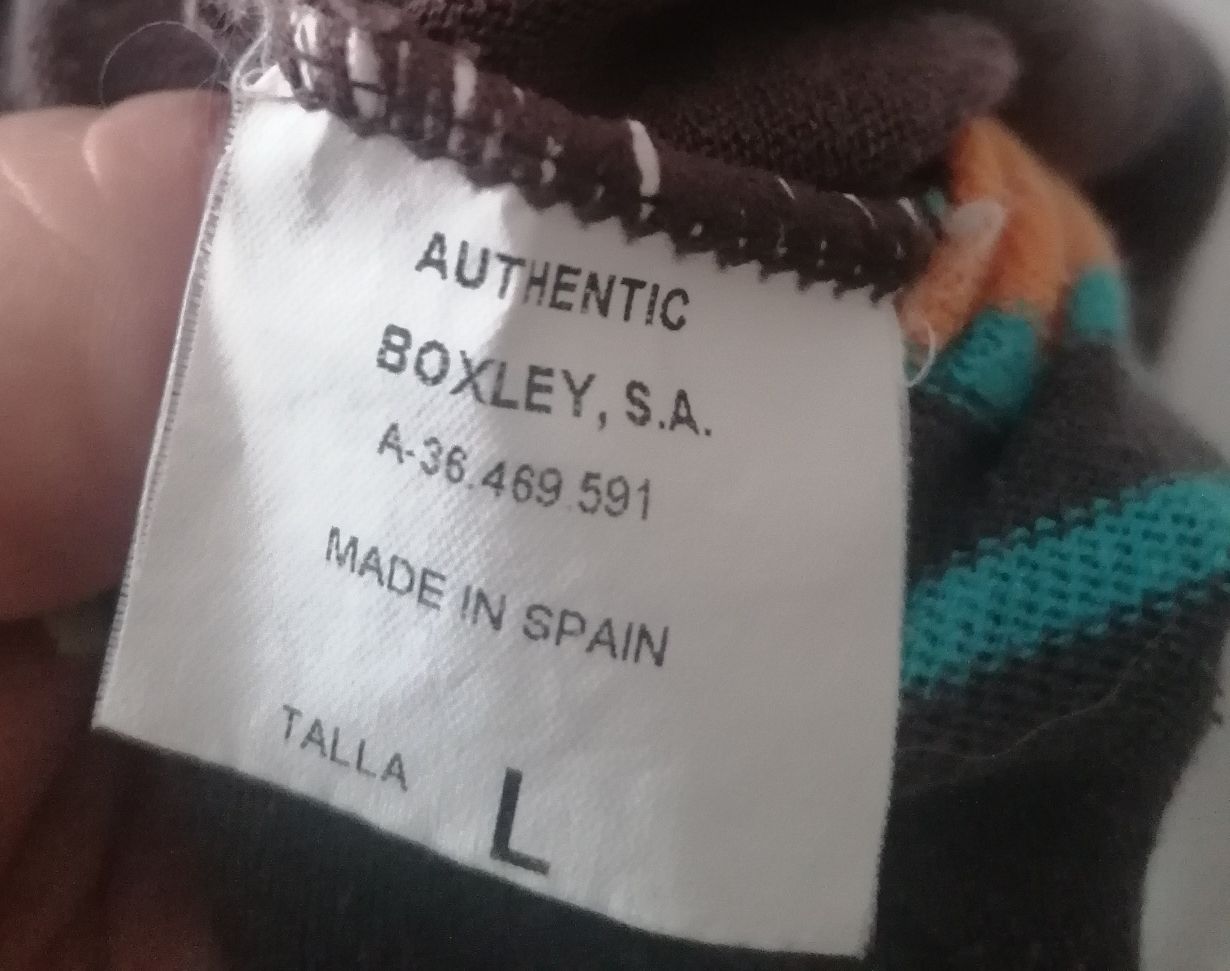 AUTHENTIC
BOXLEY, S.A.
A-36.469.591
MADE IN SPAIN
TALLA L